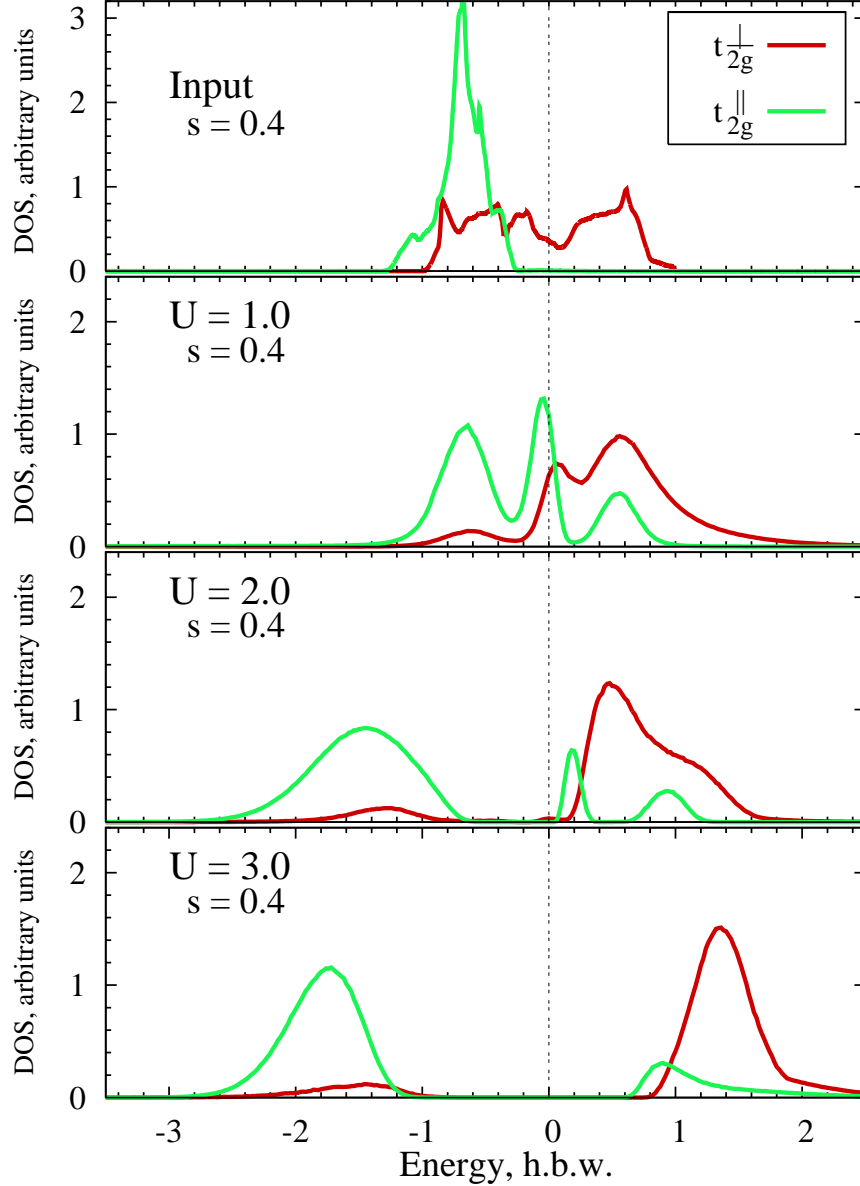 DOS, arbitrary units
3
2
1
0
Input
s = 0.4
t⊥2g
t||2g
DOS, arbitrary units
2
1
0
U = 1.0
s = 0.4
DOS, arbitrary units
2
1
0
U = 2.0
s = 0.4
DOS, arbitrary units
2
1
0
U = 3.0
s = 0.4
-3 -2 -1 0 1 2
Energy, h.b.w.